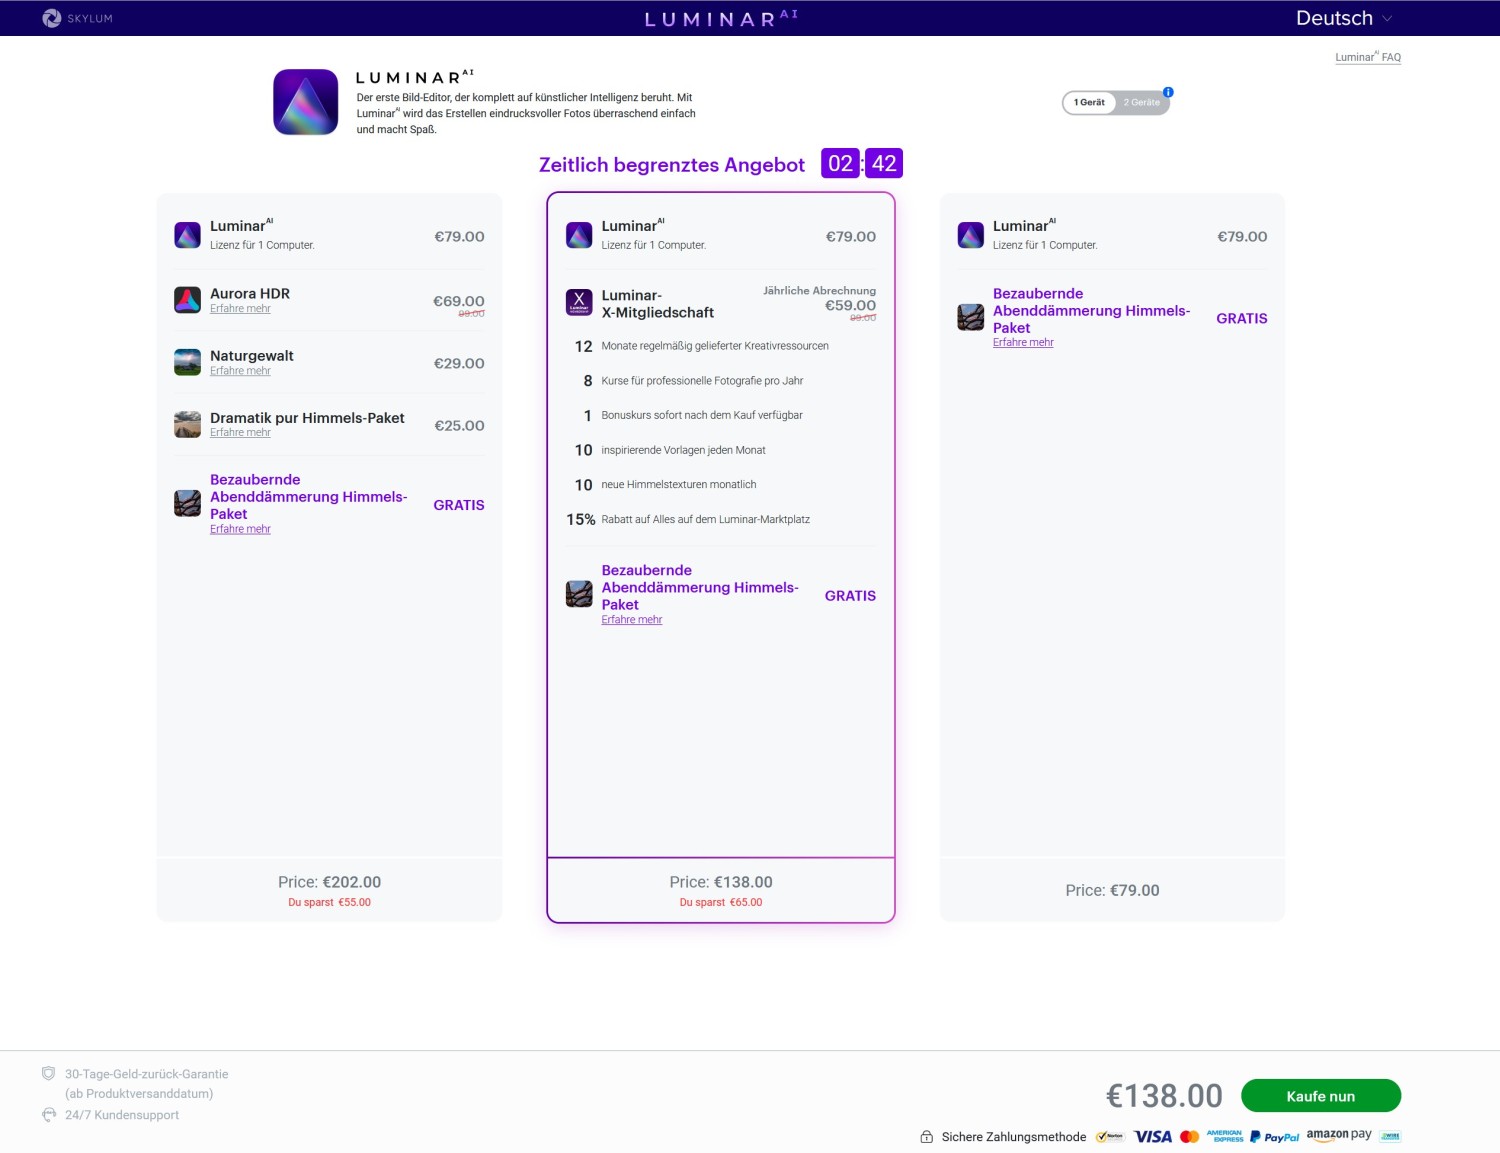 SKYLUM
LUMINAR AI
Deutsch
Luminar AI FAQ
LUMINAR AI
Der erste Bild-Editor, der komplett auf künstlicher Intelligenz beruht. Mit
Luminar AI wird das Erstellen eindrucksvoller Fotos überraschend einfach
und macht Spaß.
1 Gerät
2 Geräte
i
Zeitlich begrenztes Angebot 02:42
Luminar AI
Lizenz für 1 Computer.
€79.00
Aurora HDR
Erfahre mehr
€69.00
99.00
Naturgewalt
Erfahre mehr
€29.00
Dramatik pur Himmels-Paket
Erfahre mehr
€25.00
Bezaubernde
Abenddämmerung Himmels-
Paket
Erfahre mehr
GRATIS
Price: €202.00
Du sparst €55.00
Luminar AI
Lizenz für 1 Computer.
€79.00
X
Luminar
Luminar-
X-Mitgliedschaft
Jährliche Abrechnung
€59.00
99.00
12 Monate regelmäßig gelieferter Kreativressourcen
8 Kurse für professionelle Fotografie pro Jahr
1 Bonuskurs sofort nach dem Kauf verfügbar
10 inspirierende Vorlagen jeden Monat
10 neue Himmelstexturen monatlich
15% Rabatt auf Alles auf dem Luminar-Marktplatz
Bezaubernde
Abenddämmerung Himmels-
Paket
Erfahre mehr
GRATIS
Price: €138.00
Du sparst €65.00
Luminar AI
Lizenz für 1 Computer.
€79.00
Bezaubernde
Abenddämmerung Himmels-
Paket
Erfahre mehr
GRATIS
Price: €79.00
30-Tage-Geld-zurück-Garantie
(ab Produktversanddatum)
24/7 Kundensupport
€138.00
Kaufe nun
Sichere Zahlungsmethode
Norton
VISA
AMERICAN
EXPRESS
PayPal
amazon pay
WIRE